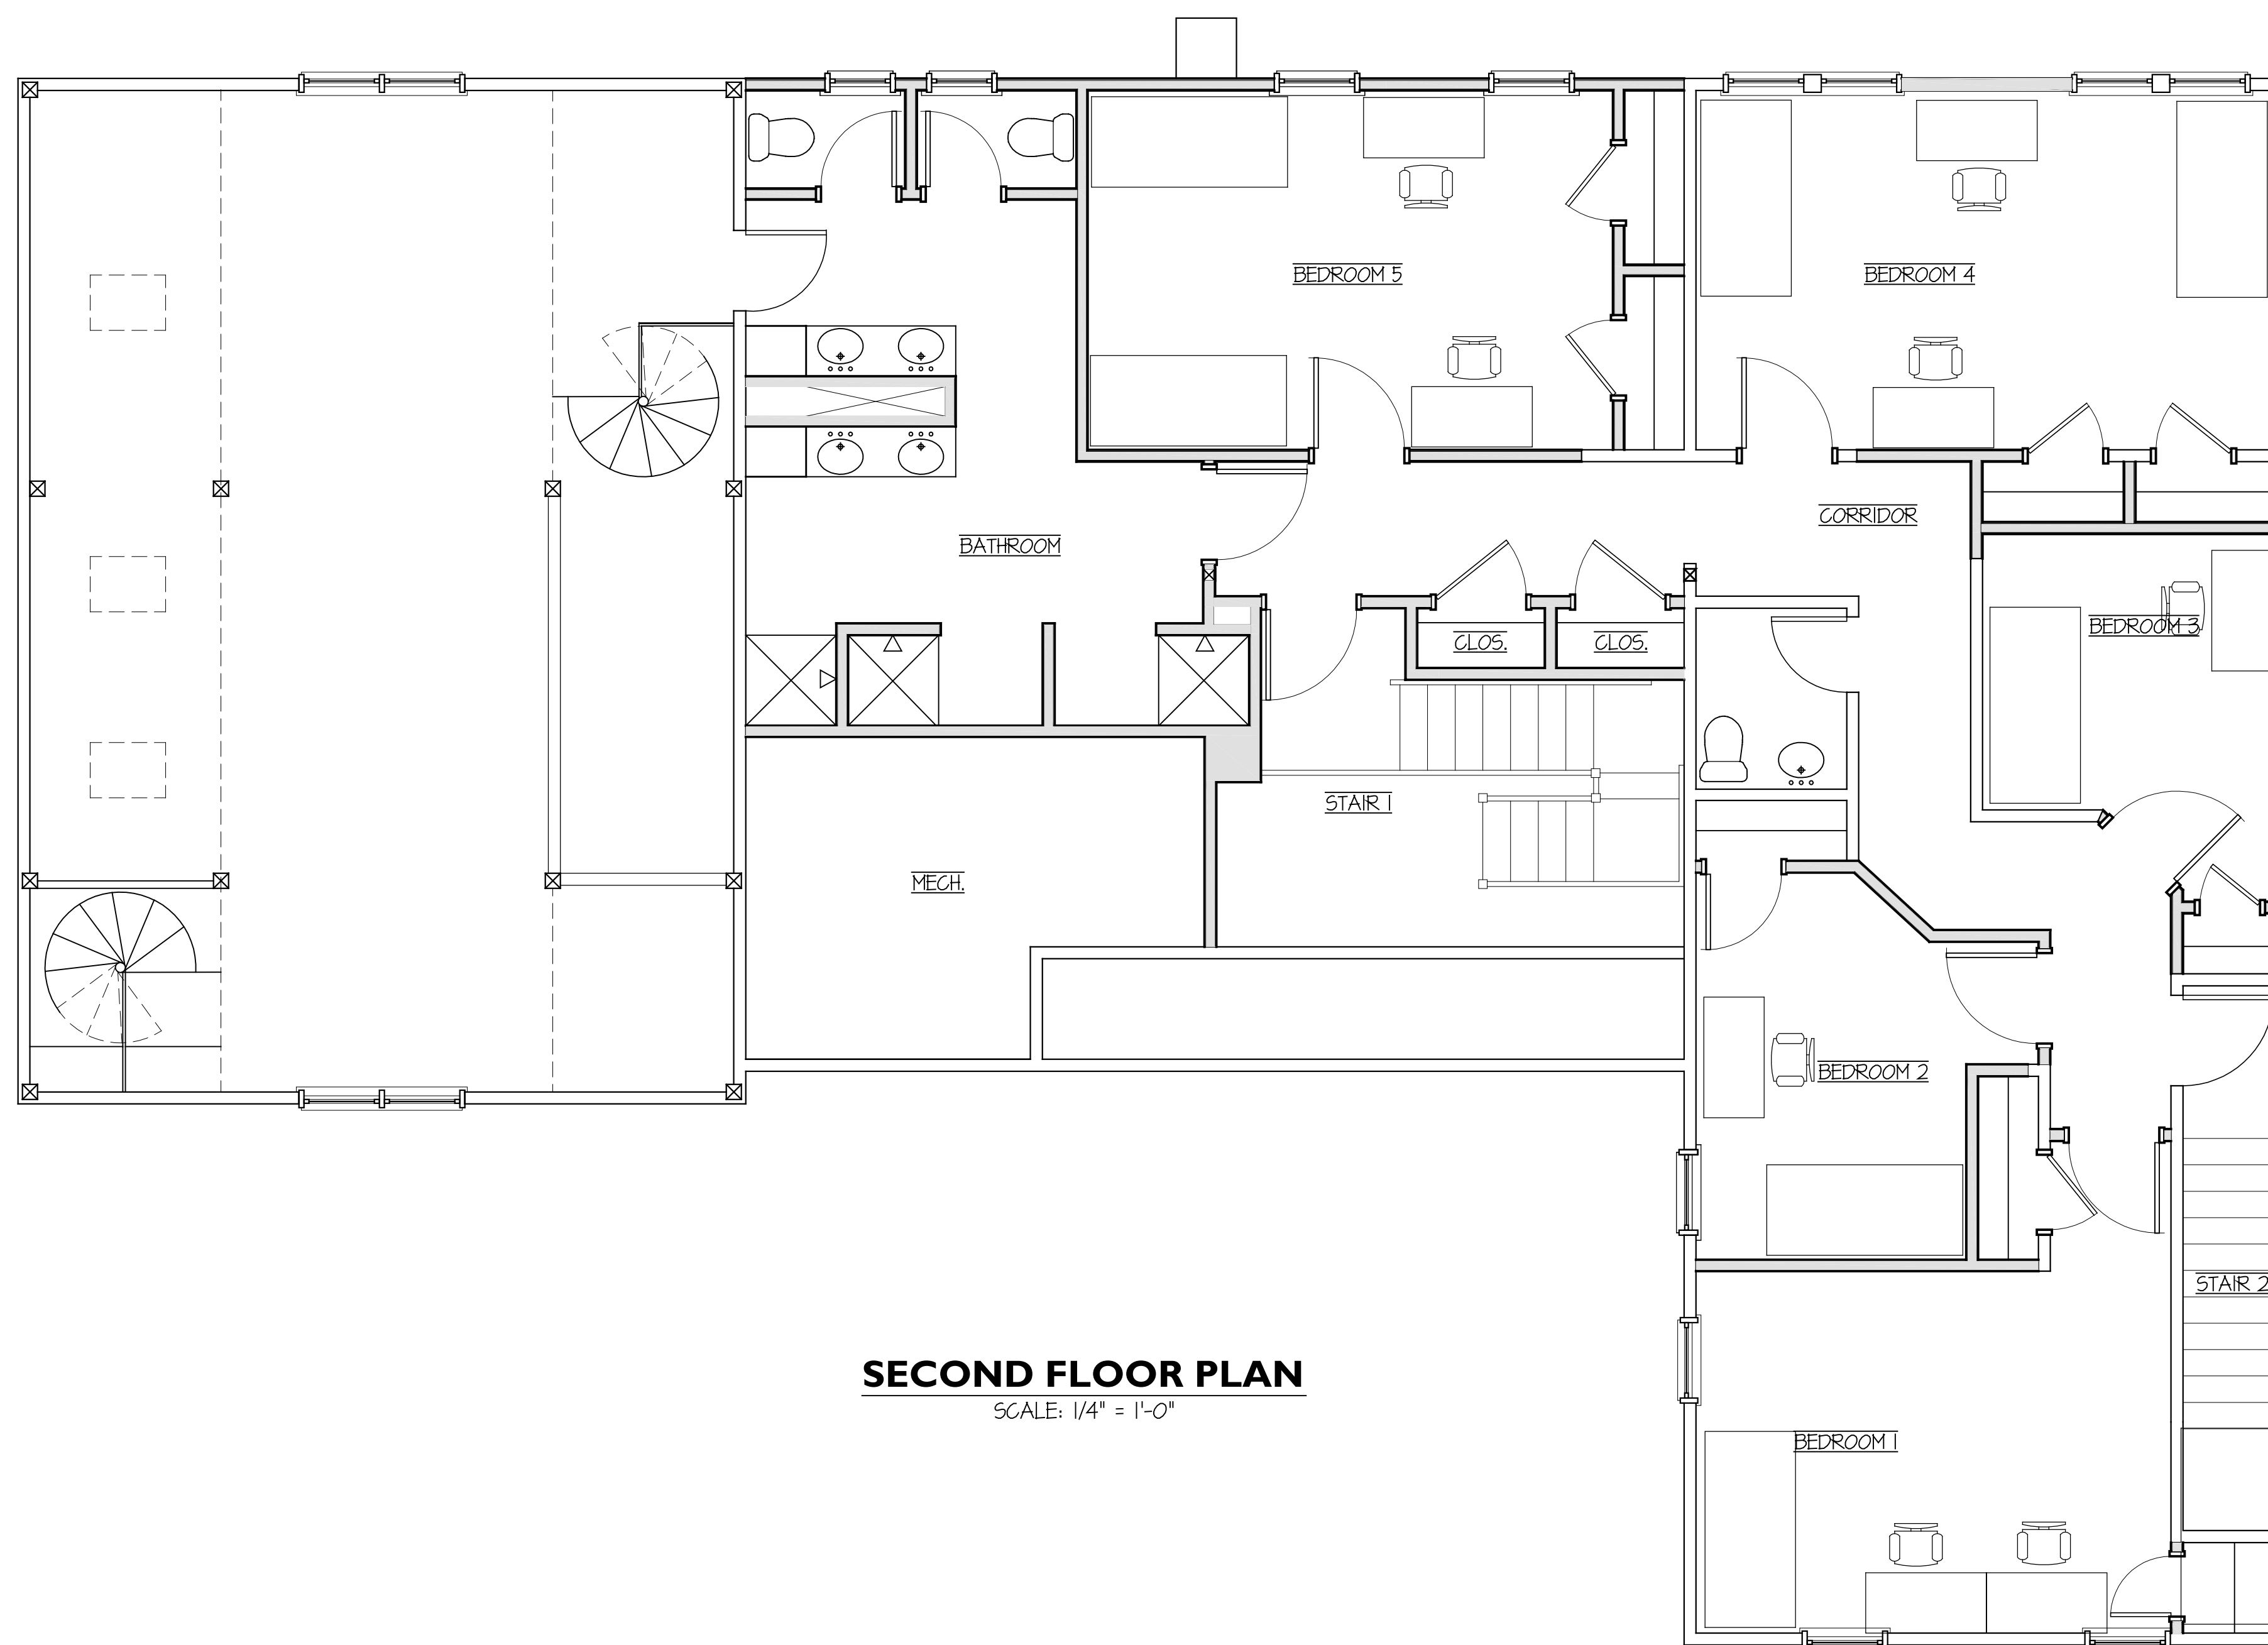 BEDROOM 5
BEDROOM 4
CORRIDOR
BATHROOM
BEDROOM 3
CLOS.
CLOS.
STAIR 1
MECH.
BEDROOM 2
STAIR 2
SECOND FLOOR PLAN
SCALE: 1/4" = 1'-0"
BEDROOM 1